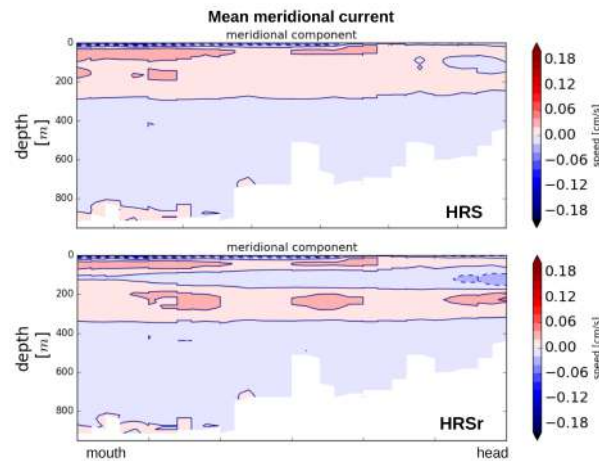 Mean meridional current
meridional component
0
200
400
600
800
depth
[m]
HRS
0.18
0.12
0.06
0.00
−0.06
−0.12
−0.18
speed [cm/s]
meridional component
0
200
400
600
800
depth
[m]
HRSr
0.18
0.12
0.06
0.00
−0.06
−0.12
−0.18
speed [cm/s]
mouth
head